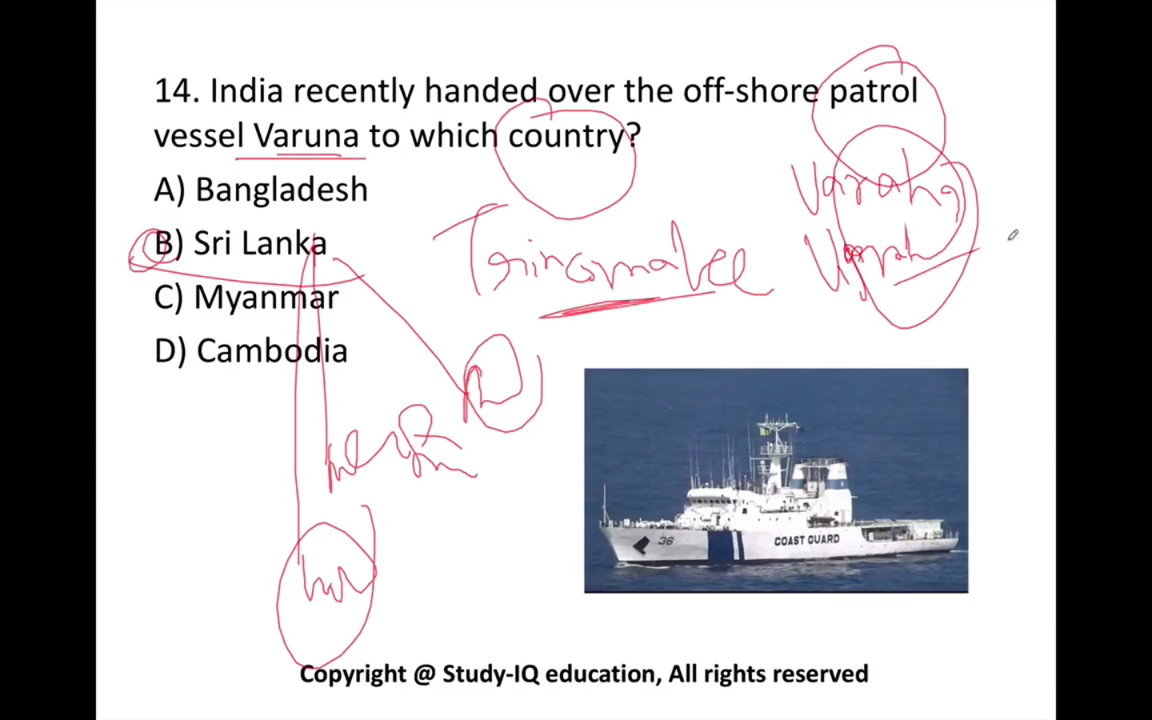 14. India recently handed over the off-shore patrol
vessel Varuna to which country?
A) Bangladesh
B) Sri Lanka
C) Myanmar
D) Cambodia
Varaha
Trincomalee
36
COAST GUARD
Copyright @ Study-IQ education, All rights reserved